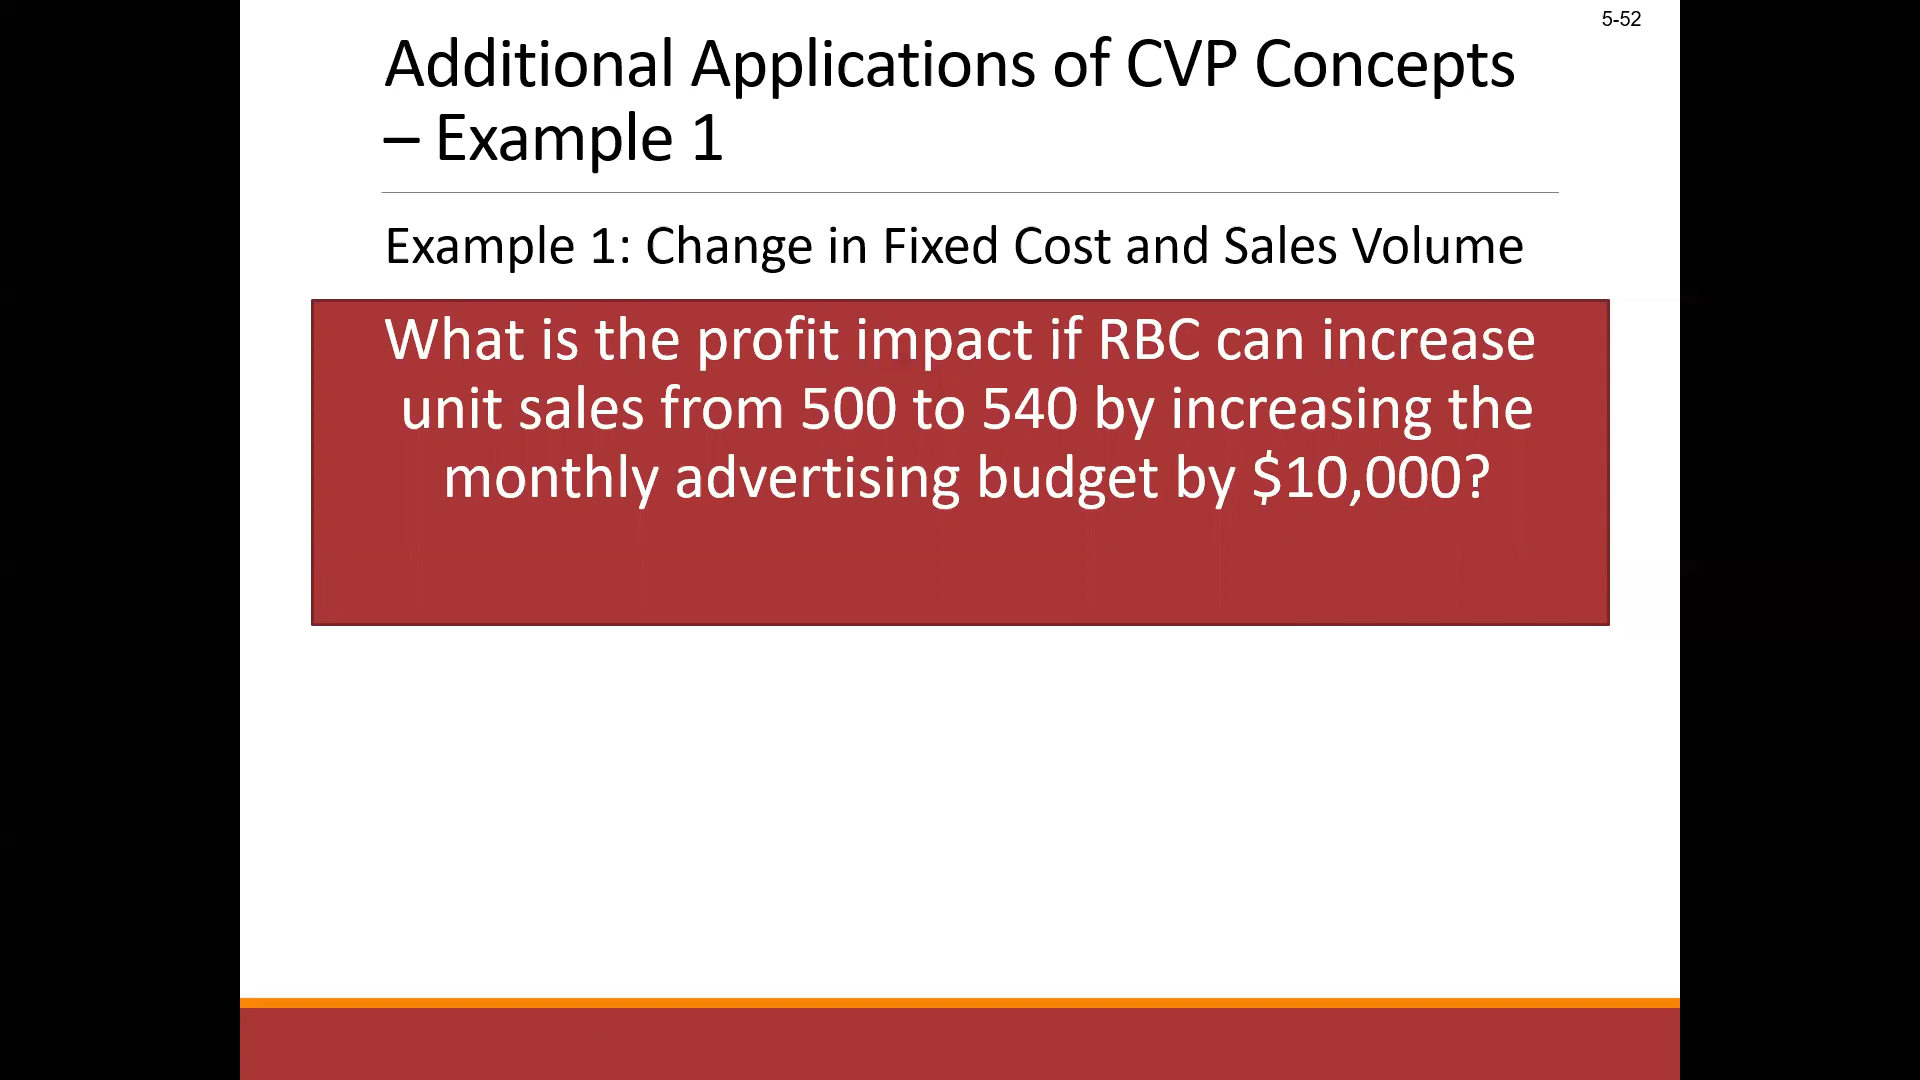 5-52
Additional Applications of CVP Concepts
– Example 1
Example 1: Change in Fixed Cost and Sales Volume
What is the profit impact if RBC can increase
unit sales from 500 to 540 by increasing the
monthly advertising budget by $10,000?